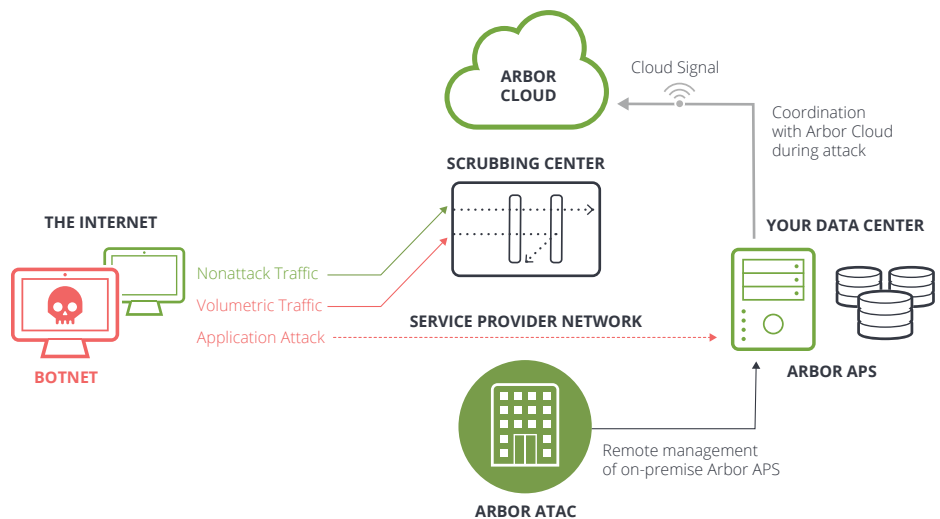 ARBOR
CLOUD
Cloud Signal
Coordination
with Arbor Cloud
during attack
SCRUBBING CENTER
THE INTERNET
YOUR DATA CENTER
Nonattack Traffic
Volumetric Traffic
Application Attack
SERVICE PROVIDER NETWORK
BOTNET
ARBOR APS
Remote management
of on-premise Arbor APS
ARBOR ATAC